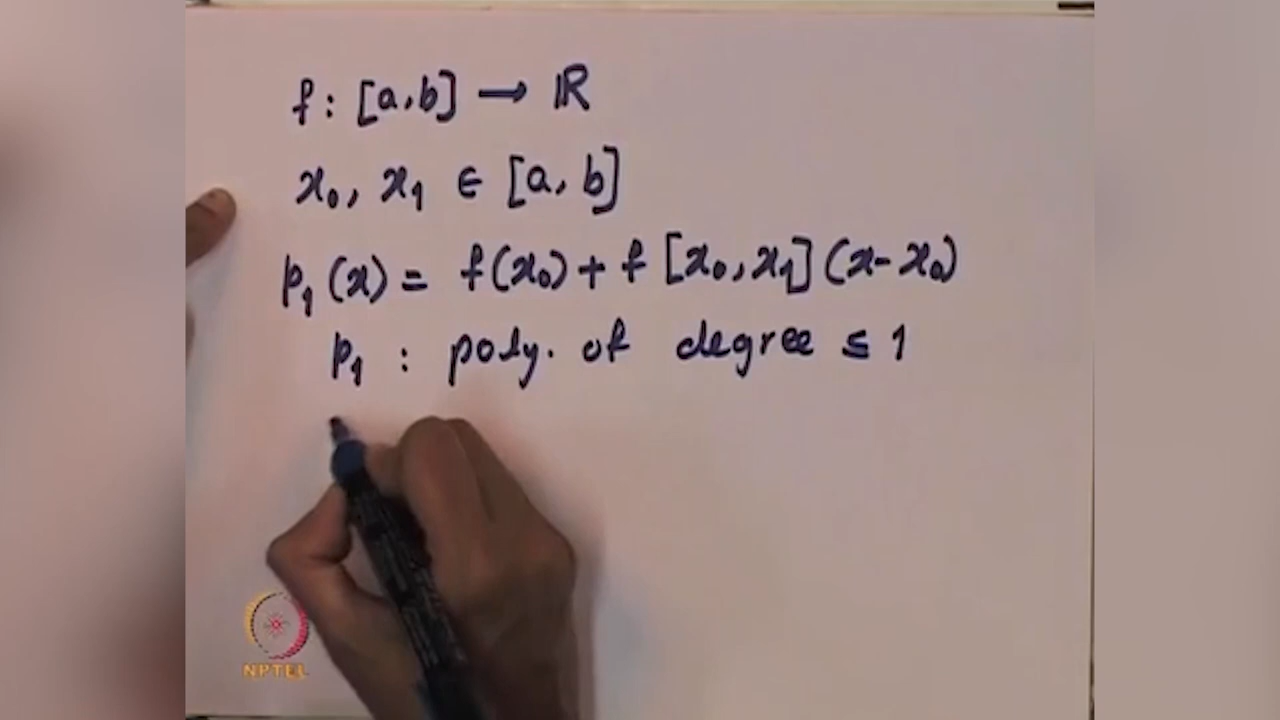 f : [a,b] → ℝ
x₀, x₁ ∈ [a, b]
p₁(x) = f(x₀) + f [x₀, x₁] (x - x₀)
p₁ : poly. of degree ≤ 1
NPTEL